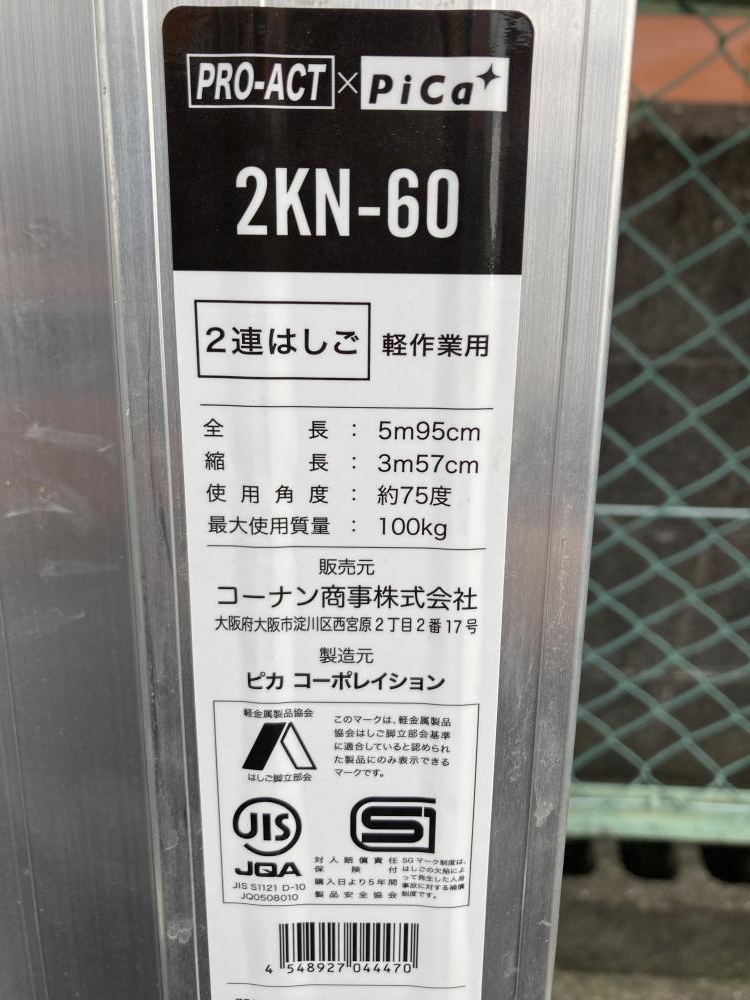 PRO-ACT×PiCa
2KN-60
2連はしご 軽作業用
全長：5m95cm
縮長：3m57cm
使用角度：約75度
最大使用質量：100kg
販売元
コーナン商事株式会社
大阪府大阪市淀川区西宮原2丁目2番17号
製造元
ピカ コーポレイション
軽金属製品協会
はしご脚立部会
このマークは、軽金属製品
協会はしご脚立部会基準
に適合していると認められ
た製品にのみ表示できる
マークです。
JIS
JQA
JIS S1121 D-10
JQ0508010
SG
対人賠償責任
保険付
購入日より5年間
製品安全協会
SGマーク制度は、
はしごの欠陥によ
って発生した人身
事故に対する補償
制度です。
4 548927 044470